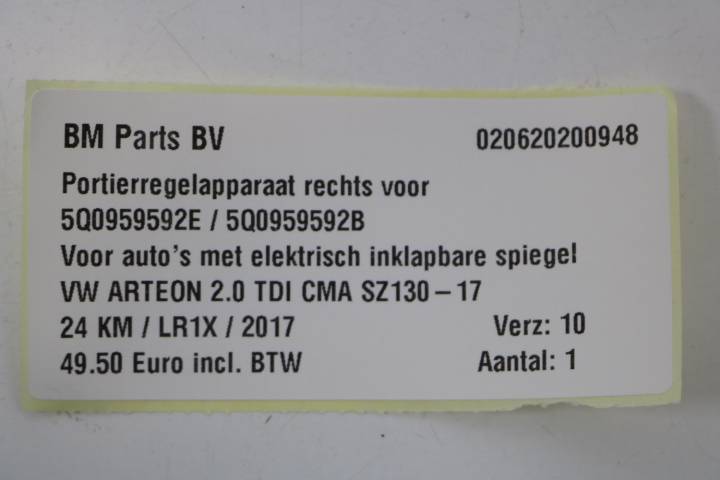 BM Parts BV 020620200948
Portierregelapparaat rechts voor
5Q0959592E / 5Q0959592B
Voor auto's met elektrisch inklapbare spiegel
VW ARTEON 2.0 TDI CMA SZ130-17
24 KM / LR1X / 2017 Verz: 10
49.50 Euro incl. BTW Aantal: 1